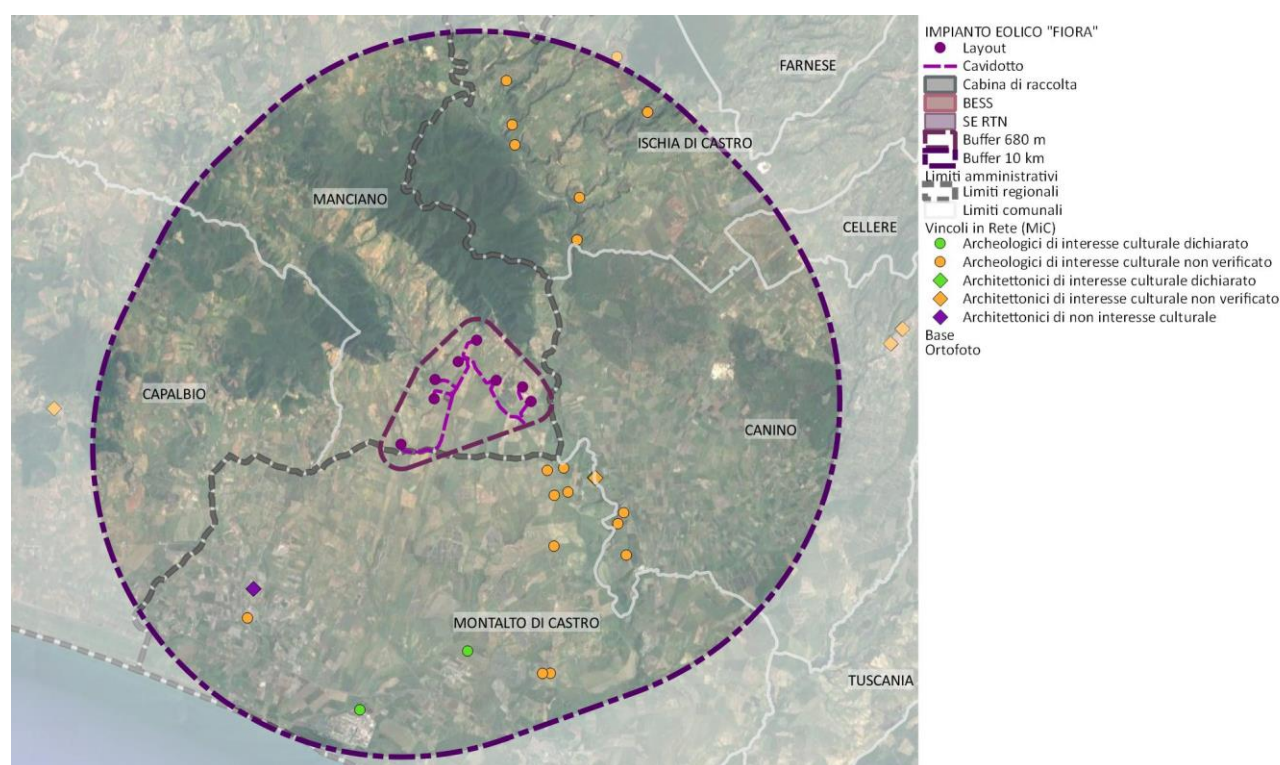 IMPIANTO EOLICO "FIORA"
Layout
Cavidotto
Cabina di raccolta
BESS
SE RTN
Buffer 680 m
Buffer 10 km
Limiti amministrativi
Limiti regionali
Limiti comunali
Vincoli in Rete (MiC)
Archeologici di interesse culturale dichiarato
Archeologici di interesse culturale non verificato
Architettonici di interesse culturale dichiarato
Architettonici di interesse culturale non verificato
Architettonici di non interesse culturale
Base
Ortofoto
FARNESE
ISCHIA DI CASTRO
MANCIANO
CELLERE
CAPALBIO
CANINO
MONTALTO DI CASTRO
TUSCANIA